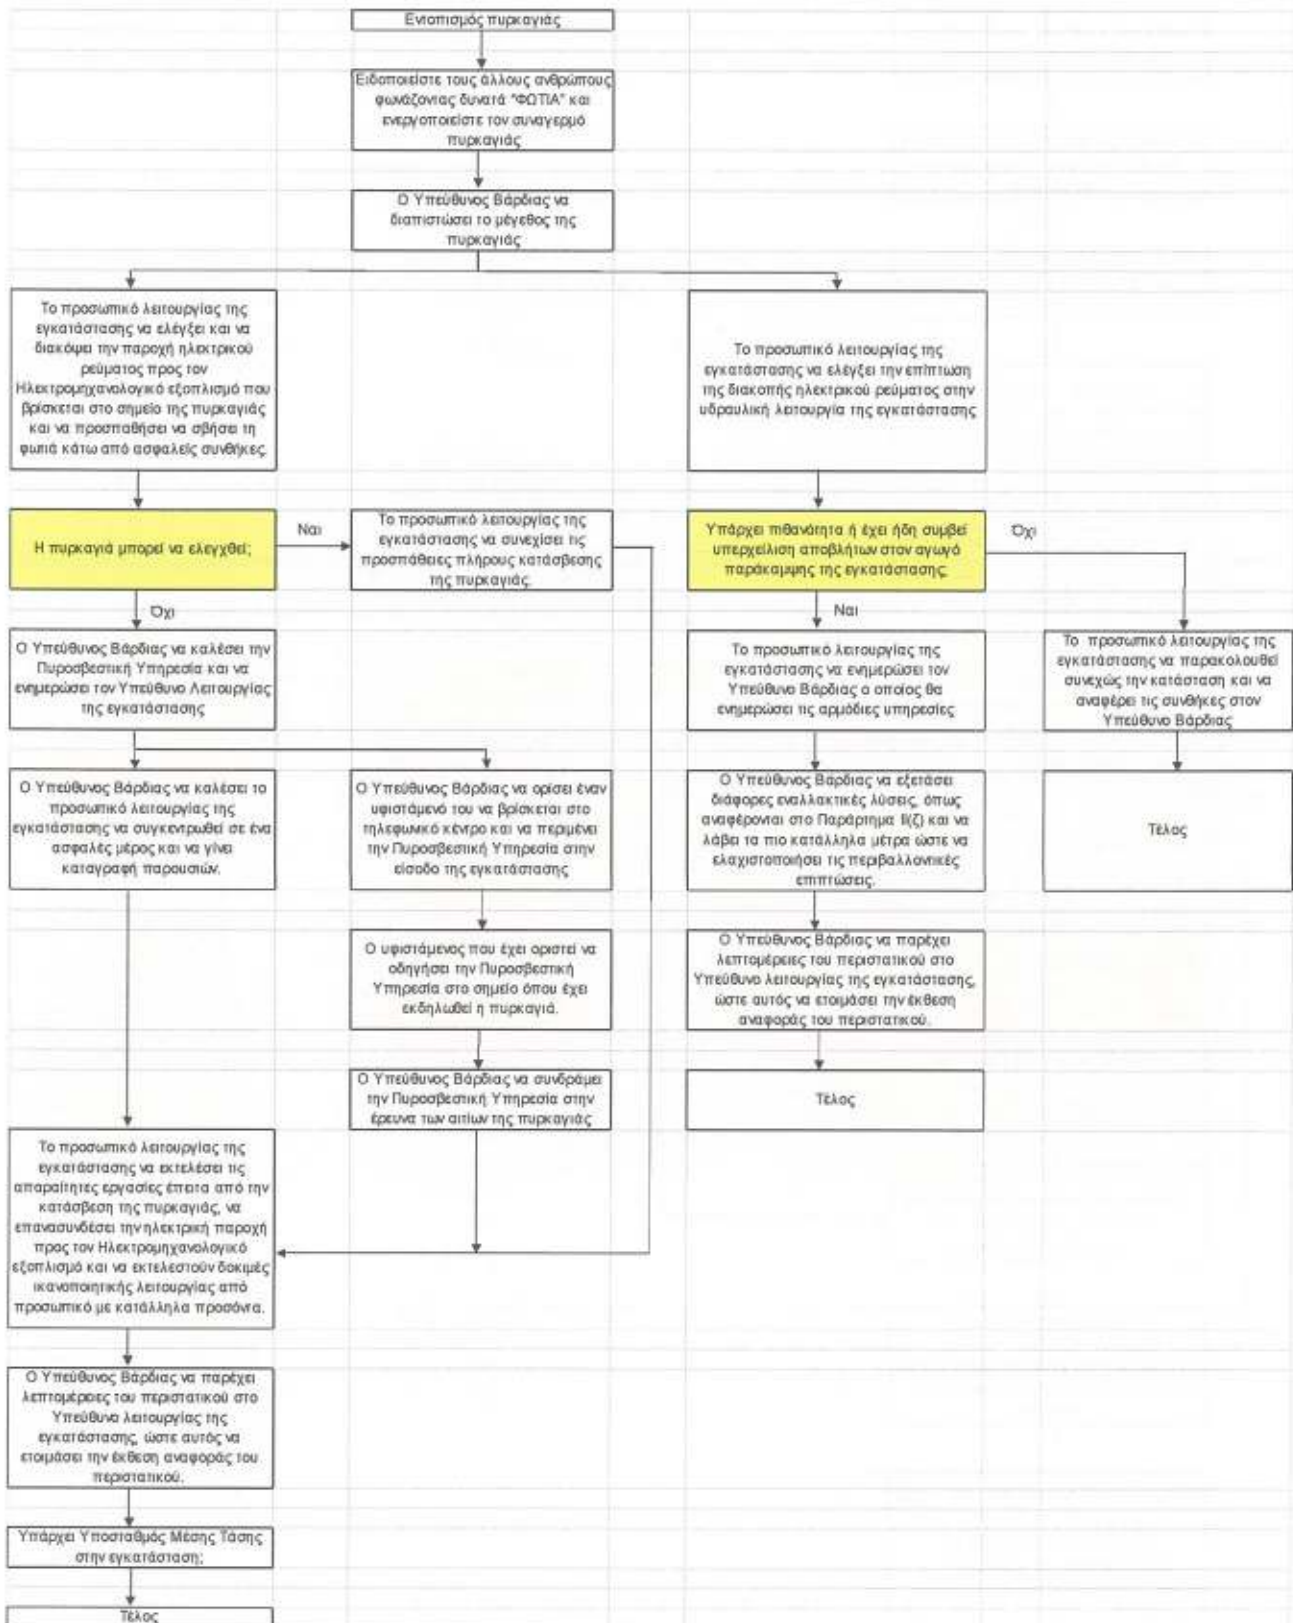 Εντοπισμός πυρκαγιάς
Ειδοποιείστε τους άλλους ανθρώπους
φωνάζοντας δυνατά "ΦΩΤΙΑ" και
ενεργοποιείστε τον συναγερμό
πυρκαγιάς
Ο Υπεύθυνος Βάρδιας να
διαπιστώσει το μέγεθος της
πυρκαγιάς
Το προσωπικό λειτουργίας της
εγκατάστασης να ελέγξει και να
διακόψει την παροχή ηλεκτρικού
ρεύματος προς τον
Ηλεκτρομηχανολογικό εξοπλισμό που
βρίσκεται στο σημείο της πυρκαγιάς
και να προσπαθήσει να σβήσει τη
φωτιά κάτω από ασφαλείς συνθήκες.
Το προσωπικό λειτουργίας της
εγκατάστασης να ελέγξει την επίπτωση
της διακοπής ηλεκτρικού ρεύματος στην
υδραυλική λειτουργία της εγκατάστασης
Η πυρκαγιά μπορεί να ελεγχθεί;
Ναι
Το προσωπικό λειτουργίας της
εγκατάστασης να συνεχίσει τις
προσπάθειες πλήρους κατάσβεσης
της πυρκαγιάς.
Υπάρχει πιθανότητα ή έχει ήδη συμβεί
υπερχείλιση αποβλήτων στον αγωγό
παράκαμψης της εγκατάστασης;
Όχι
Όχι
Ναι
Ο Υπεύθυνος Βάρδιας να καλέσει την
Πυροσβεστική Υπηρεσία και να
ενημερώσει τον Υπεύθυνο Λειτουργίας
της εγκατάστασης
Το προσωπικό λειτουργίας της
εγκατάστασης να ενημερώσει τον
Υπεύθυνο Βάρδιας ο οποίος θα
ενημερώσει τις αρμόδιες υπηρεσίες
Το προσωπικό λειτουργίας της
εγκατάστασης να παρακολουθεί
συνεχώς την κατάσταση και να
αναφέρει τις συνθήκες στον
Υπεύθυνο Βάρδιας
Ο Υπεύθυνος Βάρδιας να καλέσει το
προσωπικό λειτουργίας της
εγκατάστασης να συγκεντρωθεί σε ένα
ασφαλές μέρος και να γίνει
καταγραφή παρουσιών.
Ο Υπεύθυνος Βάρδιας να ορίσει έναν
υφιστάμενό του να βρίσκεται στο
τηλεφωνικό κέντρο και να περιμένει
την Πυροσβεστική Υπηρεσία στην
είσοδο της εγκατάστασης
Ο Υπεύθυνος Βάρδιας να εξετάσει
διάφορες εναλλακτικές λύσεις, όπως
αναφέρονται στο Παράρτημα ΙΙ(ζ) και να
λάβει τα πιο κατάλληλα μέτρα ώστε να
ελαχιστοποιήσει τις περιβαλλοντικές
επιπτώσεις.
Τέλος
Ο υφιστάμενος που έχει οριστεί να
οδηγήσει την Πυροσβεστική
Υπηρεσία στο σημείο όπου έχει
εκδηλωθεί η πυρκαγιά.
Ο Υπεύθυνος Βάρδιας να παρέχει
λεπτομέρειες του περιστατικού στο
Υπεύθυνο λειτουργίας της εγκατάστασης,
ώστε αυτός να ετοιμάσει την έκθεση
αναφοράς του περιστατικού.
Ο Υπεύθυνος Βάρδιας να συνδράμει
την Πυροσβεστική Υπηρεσία στην
έρευνα των αιτίων της πυρκαγιάς
Τέλος
Το προσωπικό λειτουργίας της
εγκατάστασης να εκτελέσει τις
απαραίτητες εργασίες έπειτα από την
κατάσβεση της πυρκαγιάς, να
επανασυνδέσει την ηλεκτρική παροχή
προς τον Ηλεκτρομηχανολογικό
εξοπλισμό και να εκτελεστούν δοκιμές
ικανοποιητικής λειτουργίας από
προσωπικό με κατάλληλα προσόντα.
Ο Υπεύθυνος Βάρδιας να παρέχει
λεπτομέρειες του περιστατικού στο
Υπεύθυνο λειτουργίας της
εγκατάστασης, ώστε αυτός να
ετοιμάσει την έκθεση αναφοράς του
περιστατικού.
Υπάρχει Υποσταθμός Μέσης Τάσης
στην εγκατάσταση;
Τέλος